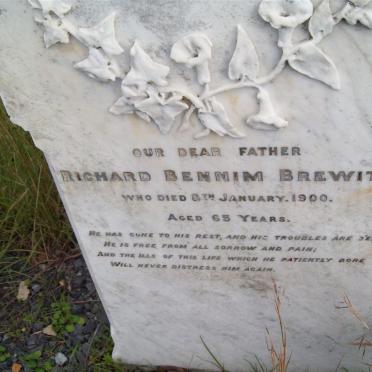 OUR DEAR FATHER
RICHARD BENNIM BREWIT
WHO DIED 8TH JANUARY. 1900.
AGED 65 YEARS.
HE HAS GONE TO HIS REST, AND HIS TROUBLES ARE
HE IS FREE FROM ALL SORROW AND PAIN;
AND THE ILLS OF THIS LIFE WHICH HE PATIENTLY BORE
WILL NEVER DISTRESS HIM AGAIN.